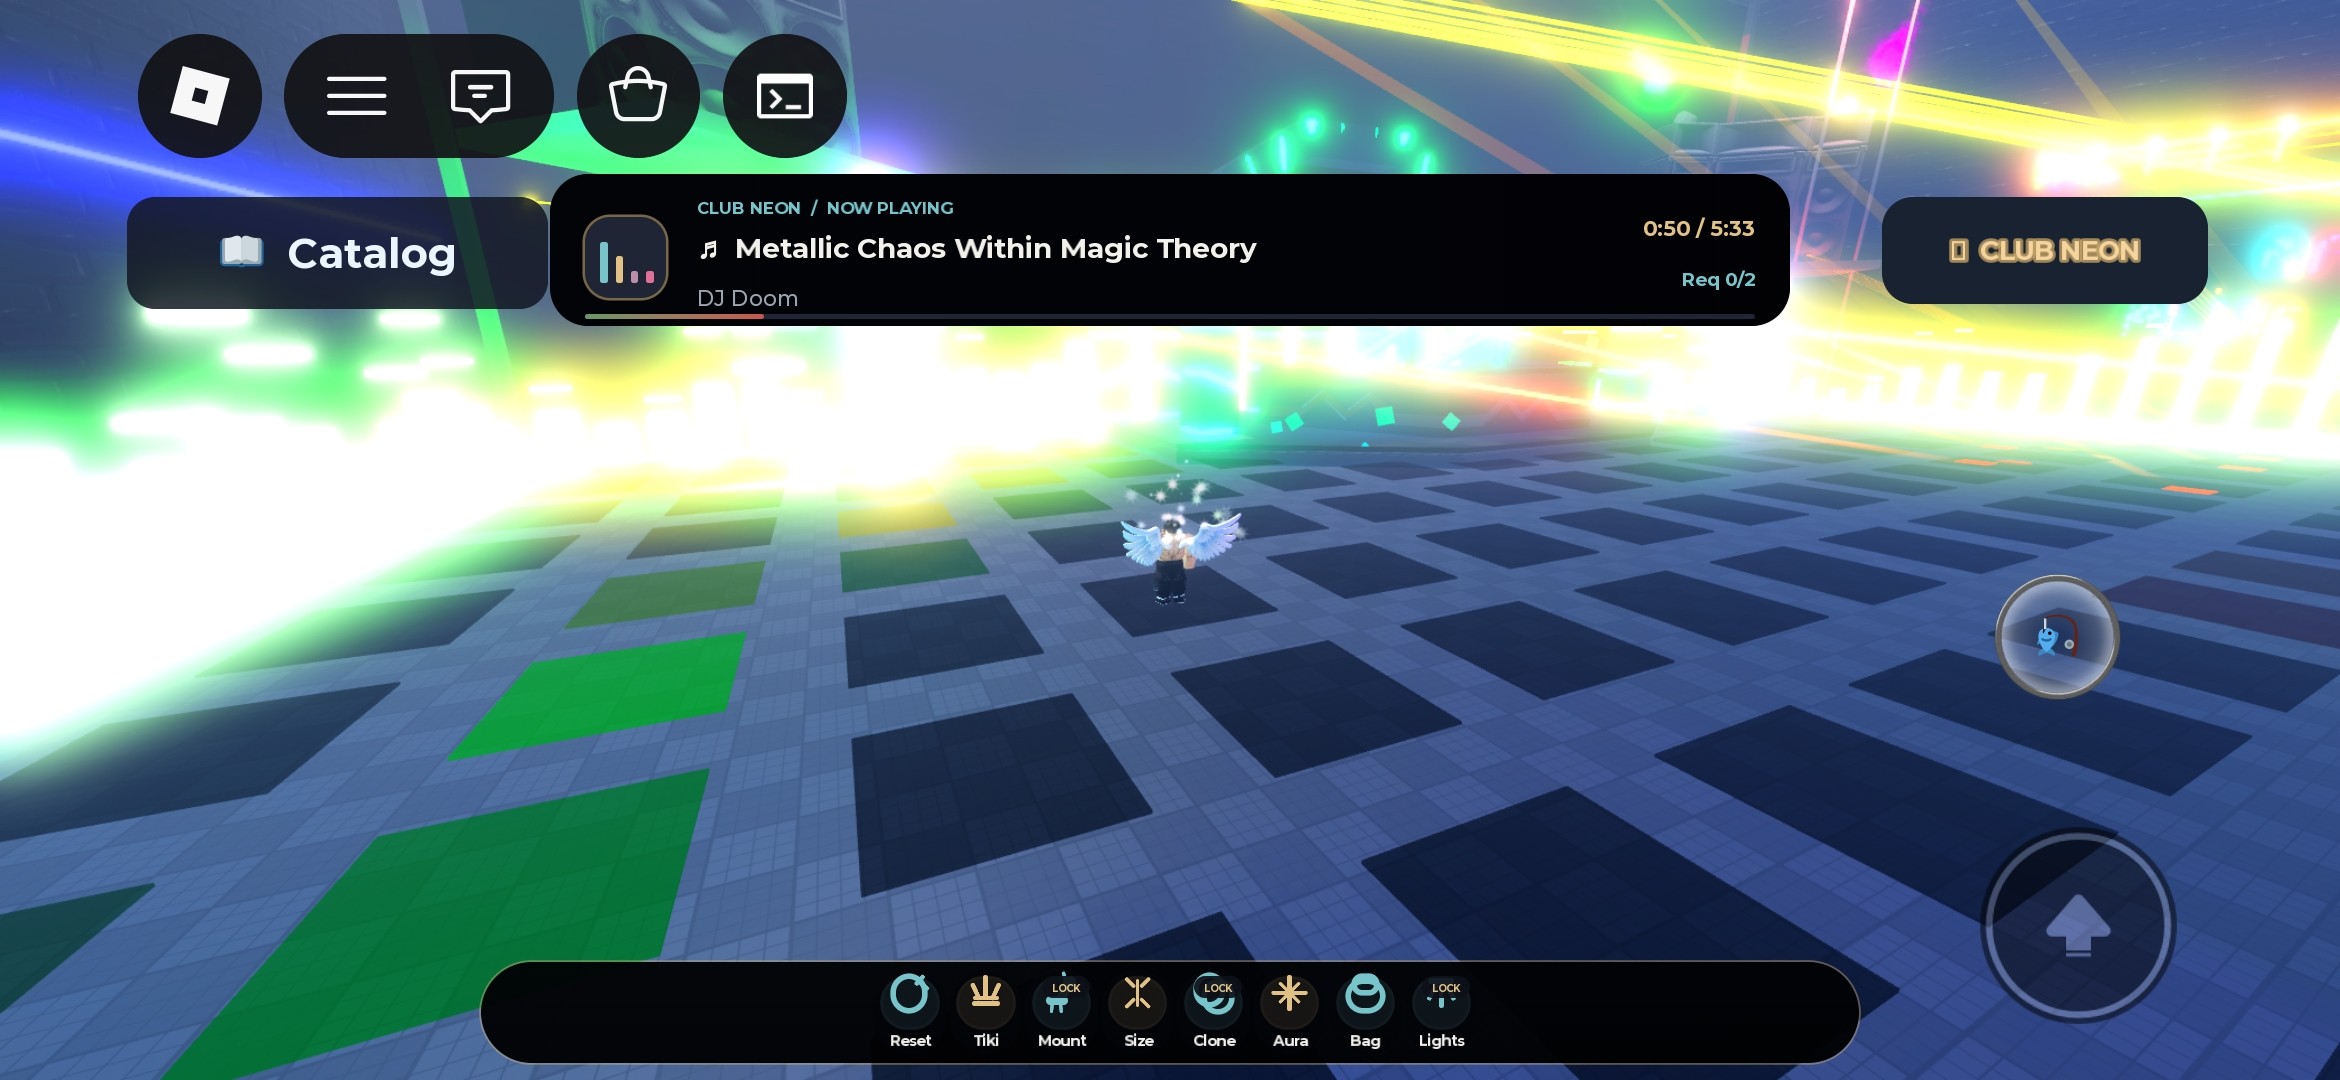 CLUB NEON / NOW PLAYING
Catalog
♬ Metallic Chaos Within Magic Theory
0:50 / 5:33
CLUB NEON
Req 0/2
DJ Doom
LOCK
LOCK
LOCK
Reset
Tiki
Mount
Size
Clone
Aura
Bag
Lights